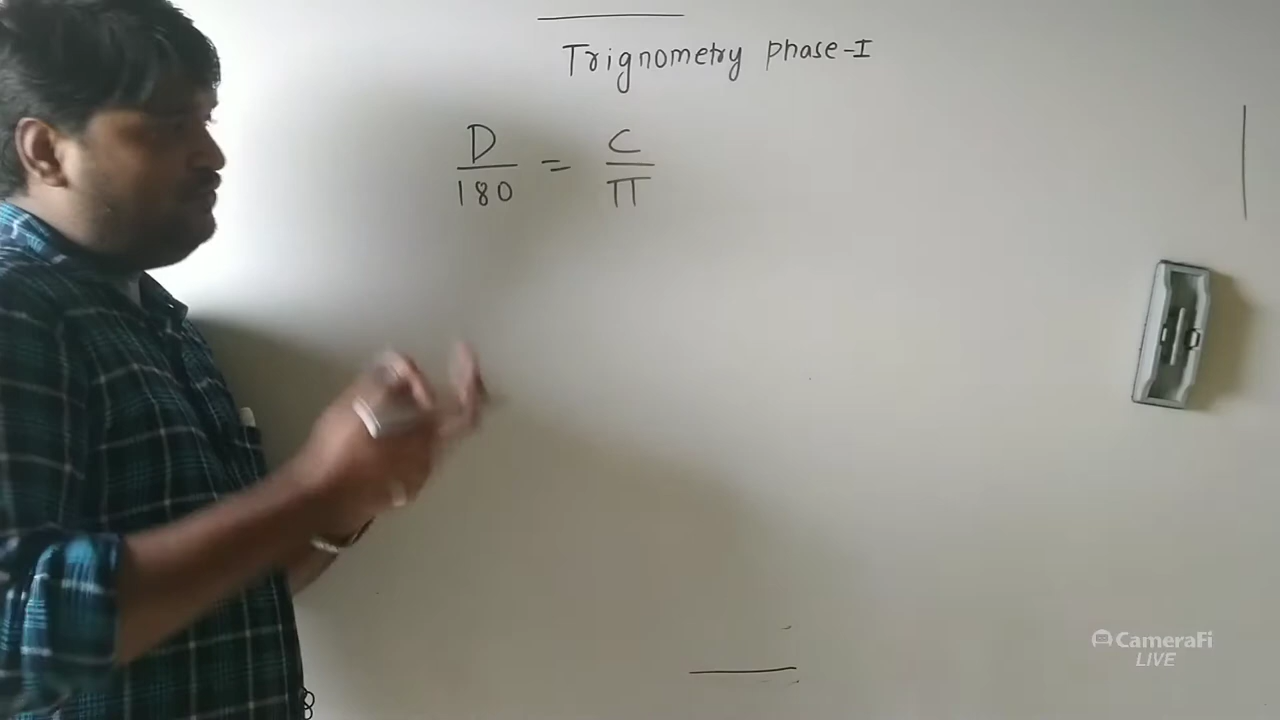 Trignometry phase-I
D/180 = C/π
CameraFi
LIVE